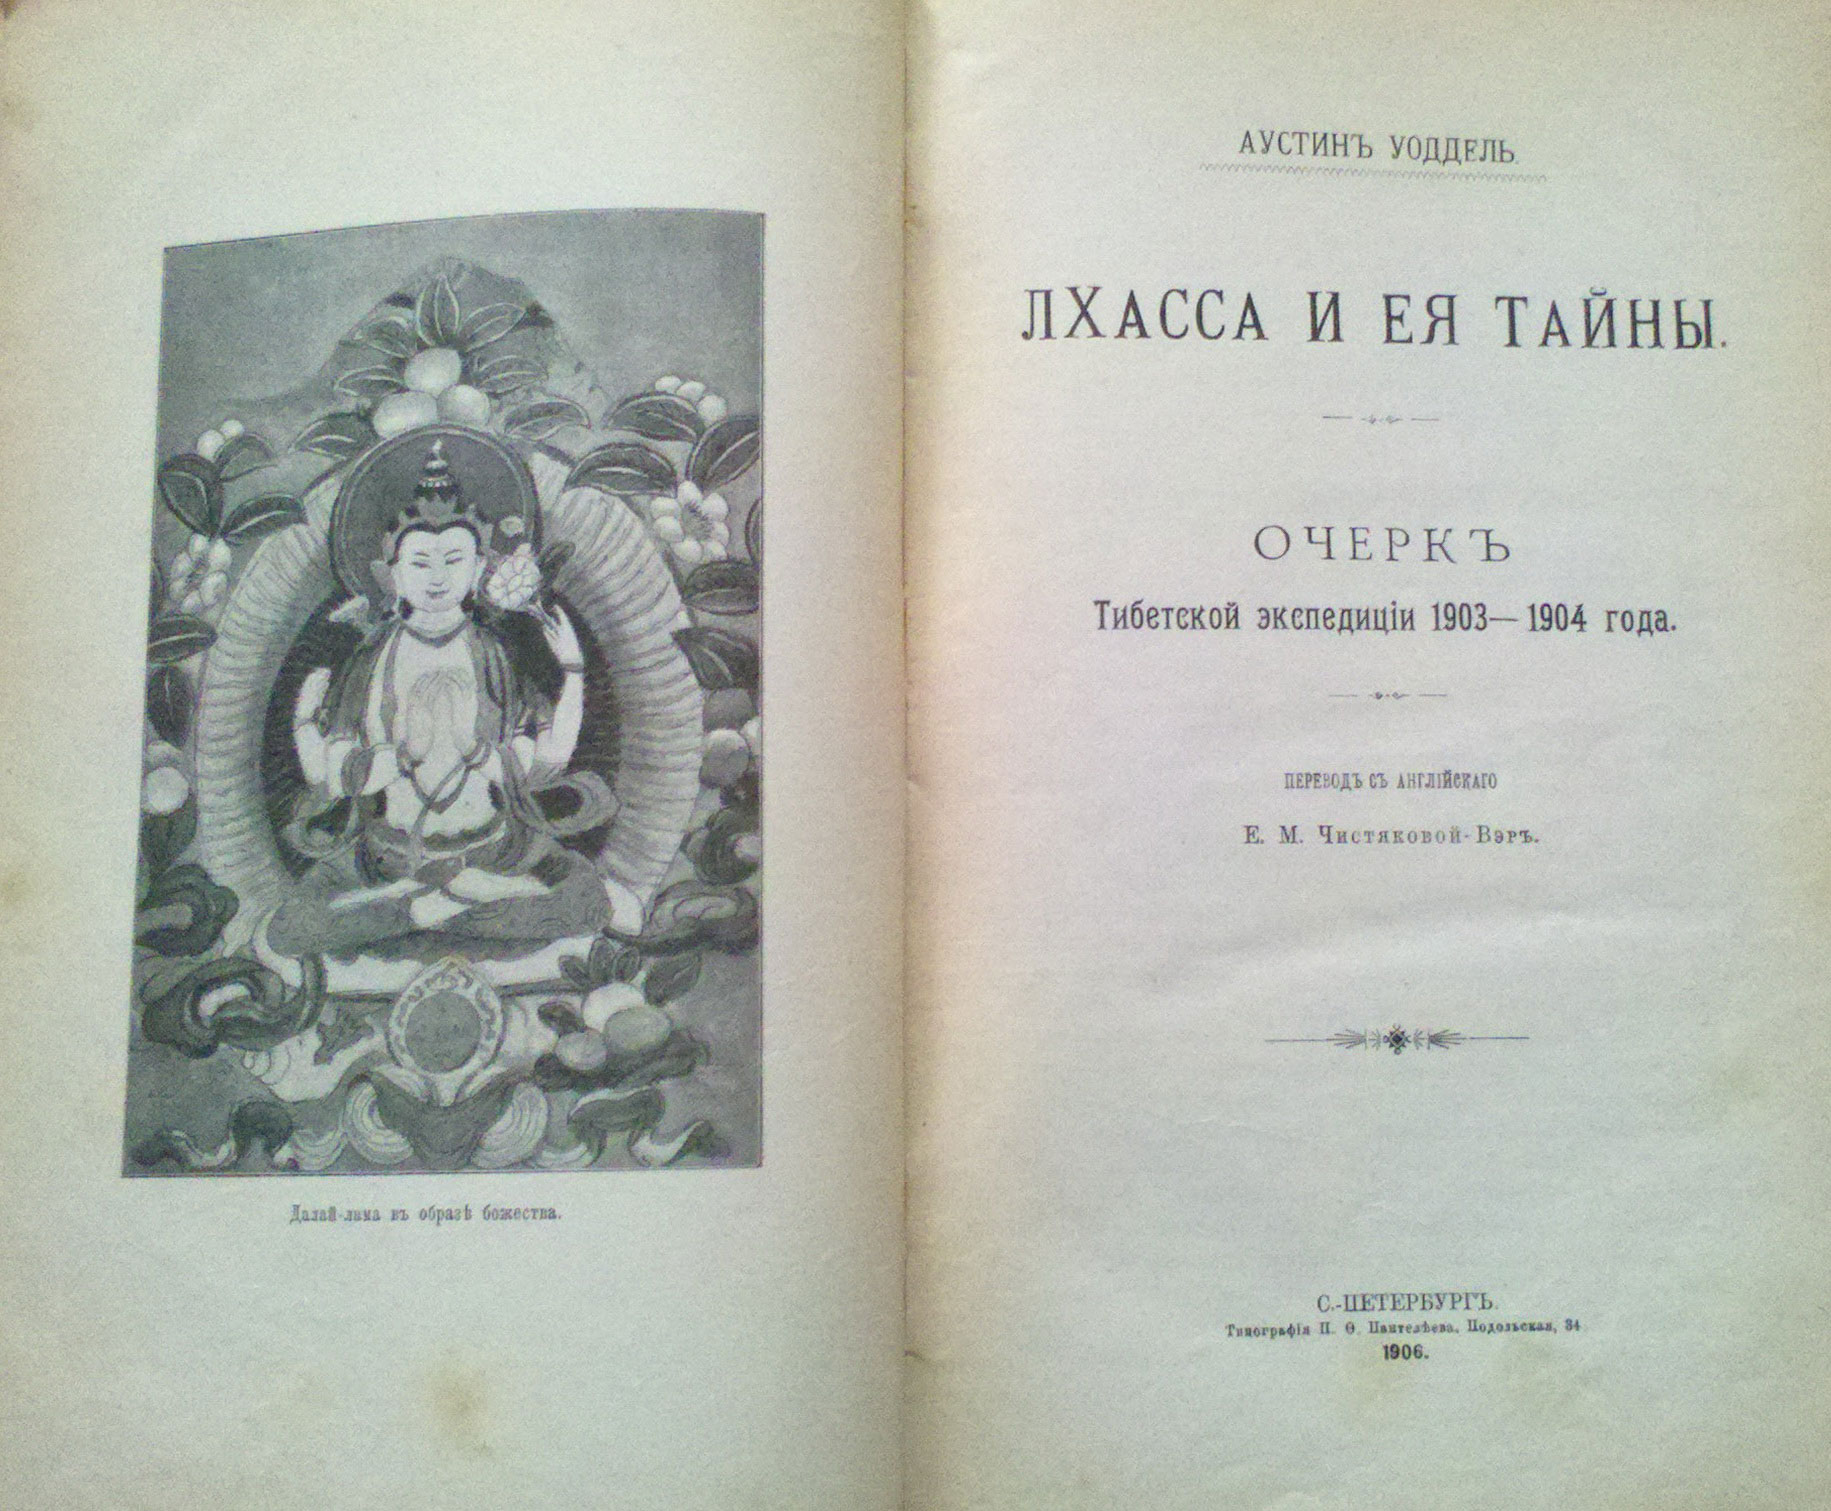 Далай-лама въ образѣ божества.
АУСТИНЪ УОДДЕЛЬ.
ЛХАССА И ЕЯ ТАЙНЫ.
ОЧЕРКЪ
Тибетской экспедиціи 1903—1904 года.
ПЕРЕВОДЪ СЪ АНГЛІЙСКАГО
Е. М. Чистяковой-Вэръ.
С.-ПЕТЕРБУРГЪ.
Типографія П. Ѳ. Пантелѣева, Подольская, 34
1906.